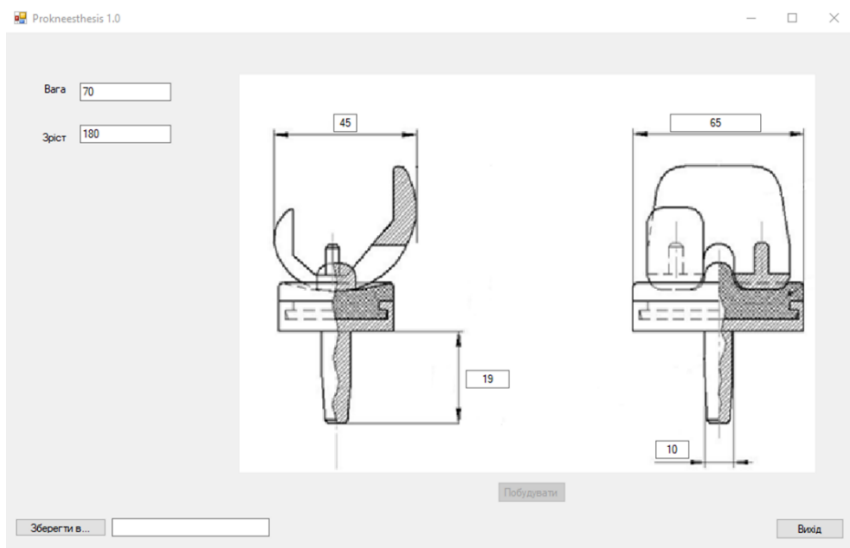 Prokneesthesis 1.0
Вага 70
Зріст 180
45
65
19
10
Побудувати
Зберегти в...
Вихід